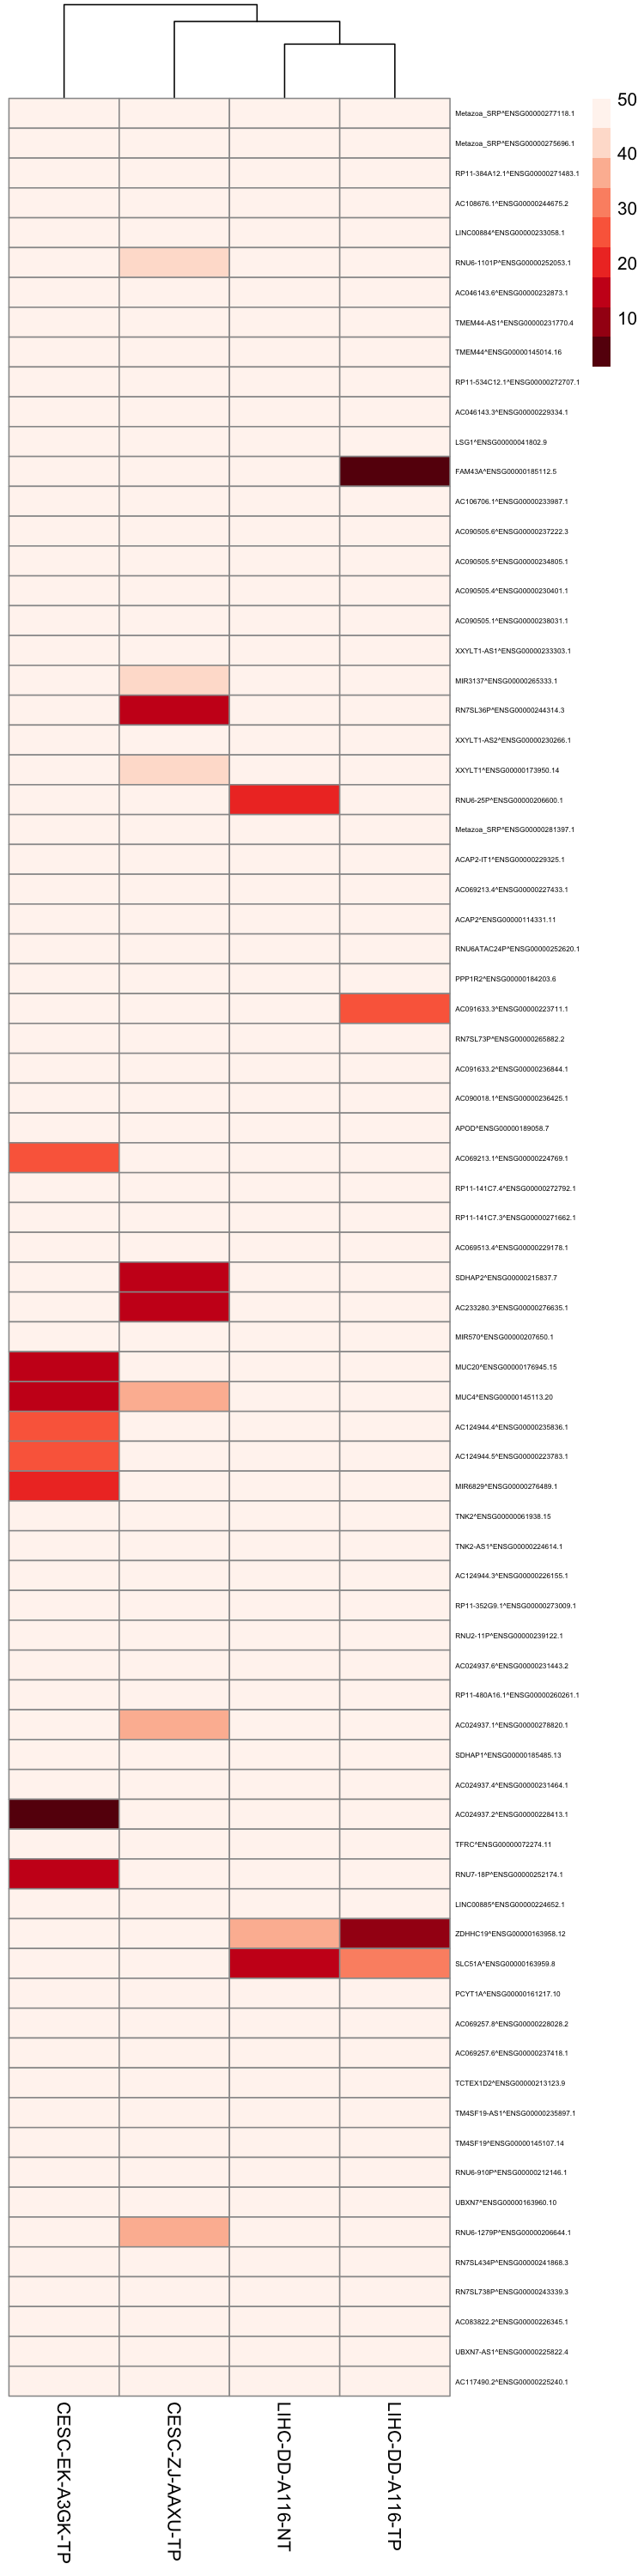 Metazoa_SRP^ENSG00000277118.1
Metazoa_SRP^ENSG00000275696.1
RP11-384A12.1^ENSG00000271483.1
AC108676.1^ENSG00000244675.2
LINC00884^ENSG00000233058.1
RNU6-1101P^ENSG00000252053.1
AC046143.6^ENSG00000232873.1
TMEM44-AS1^ENSG00000231770.4
TMEM44^ENSG00000145014.16
RP11-534C12.1^ENSG00000272707.1
AC046143.3^ENSG00000229334.1
LSG1^ENSG00000041802.9
FAM43A^ENSG00000185112.5
AC106706.1^ENSG00000233987.1
AC090505.6^ENSG00000237222.3
AC090505.5^ENSG00000234805.1
AC090505.4^ENSG00000230401.1
AC090505.1^ENSG00000238031.1
XXYLT1-AS1^ENSG00000233303.1
MIR3137^ENSG00000265333.1
RN7SL36P^ENSG00000244314.3
XXYLT1-AS2^ENSG00000230266.1
XXYLT1^ENSG00000173950.14
RNU6-25P^ENSG00000206600.1
Metazoa_SRP^ENSG00000281397.1
ACAP2-IT1^ENSG00000229325.1
AC069213.4^ENSG00000227433.1
ACAP2^ENSG00000114331.11
RNU6ATAC24P^ENSG00000252620.1
PPP1R2^ENSG00000184203.6
AC091633.3^ENSG00000223711.1
RN7SL73P^ENSG00000265882.2
AC091633.2^ENSG00000236844.1
AC090018.1^ENSG00000236425.1
APOD^ENSG00000189058.7
AC069213.1^ENSG00000224769.1
RP11-141C7.4^ENSG00000272792.1
RP11-141C7.3^ENSG00000271662.1
AC069513.4^ENSG00000229178.1
SDHAP2^ENSG00000215837.7
AC233280.3^ENSG00000276635.1
MIR570^ENSG00000207650.1
MUC20^ENSG00000176945.15
MUC4^ENSG00000145113.20
AC124944.4^ENSG00000235836.1
AC124944.5^ENSG00000223783.1
MIR6829^ENSG00000276489.1
TNK2^ENSG00000061938.15
TNK2-AS1^ENSG00000224614.1
AC124944.3^ENSG00000226155.1
RP11-352G9.1^ENSG00000273009.1
RNU2-11P^ENSG00000239122.1
AC024937.6^ENSG00000231443.2
RP11-480A16.1^ENSG00000260261.1
AC024937.1^ENSG00000278820.1
SDHAP1^ENSG00000185485.13
AC024937.4^ENSG00000231464.1
AC024937.2^ENSG00000228413.1
TFRC^ENSG00000072274.11
RNU7-18P^ENSG00000252174.1
LINC00885^ENSG00000224652.1
ZDHHC19^ENSG00000163958.12
SLC51A^ENSG00000163959.8
PCYT1A^ENSG00000161217.10
AC069257.8^ENSG00000228028.2
AC069257.6^ENSG00000237418.1
TCTEX1D2^ENSG00000213123.9
TM4SF19-AS1^ENSG00000235897.1
TM4SF19^ENSG00000145107.14
RNU6-910P^ENSG00000212146.1
UBXN7^ENSG00000163960.10
RNU6-1279P^ENSG00000206644.1
RN7SL434P^ENSG00000241868.3
RN7SL738P^ENSG00000243339.3
AC083822.2^ENSG00000226345.1
UBXN7-AS1^ENSG00000225822.4
AC117490.2^ENSG00000225240.1
50
40
30
20
10
CESC-EK-A3GK-TP
CESC-ZJ-AAXU-TP
LIHC-DD-A116-NT
LIHC-DD-A116-TP